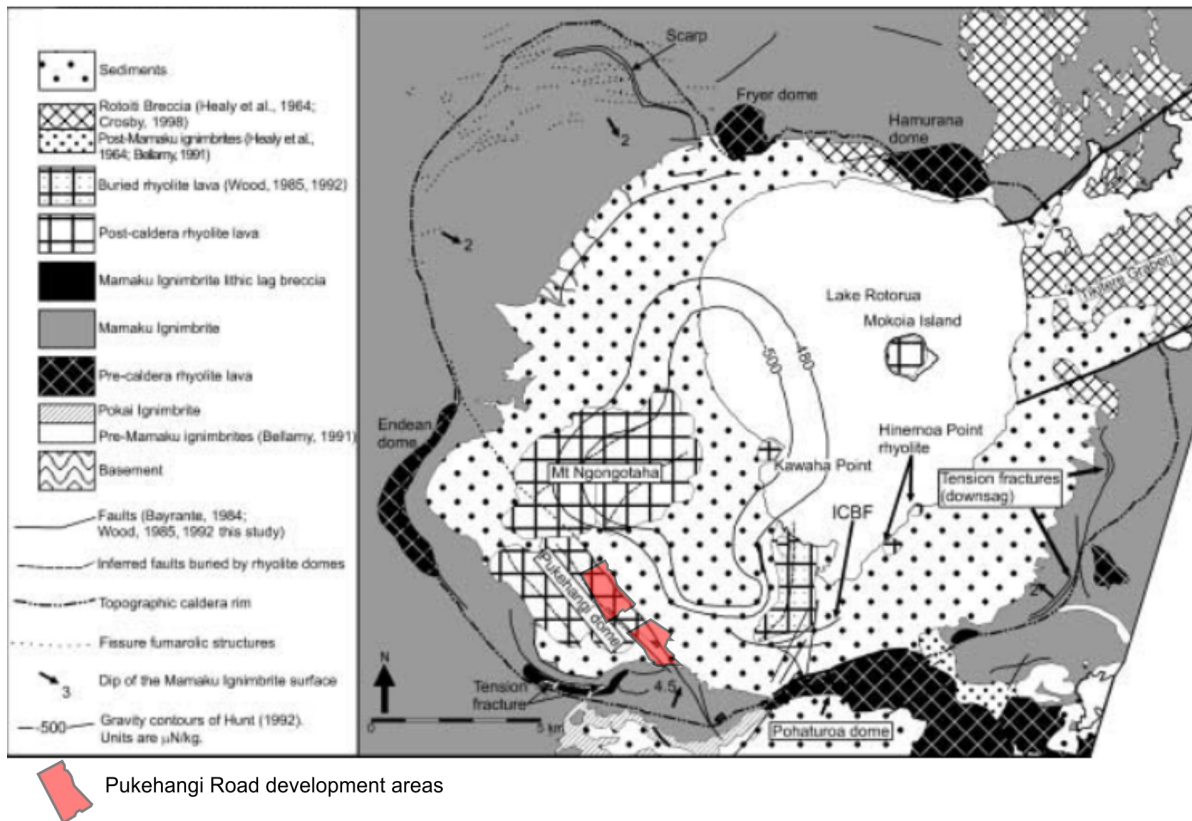 Sediments
Rotoiti Breccia (Healy et al., 1964;
Crosby, 1998)
Post-Mamaku ignimbrites (Healy et al.,
1964; Bellamy, 1991)
Buried rhyolite lava (Wood, 1985, 1992)
Post-caldera rhyolite lava
Mamaku Ignimbrite lithic lag breccia
Mamaku Ignimbrite
Pre-caldera rhyolite lava
Pokai Ignimbrite
Pre-Mamaku ignimbrites (Bellamy, 1991)
Basement
Faults (Bayrante, 1984;
Wood, 1985, 1992 this study)
Inferred faults buried by rhyolite domes
Topographic caldera rim
Fissure fumarolic structures
Dip of the Mamaku Ignimbrite surface
3
-500
Gravity contours of Hunt (1992).
Units are µN/kg.
Scarp
Fryer dome
Hamurana
dome
2
2
Tikitere Graben
Lake Rotorua
Mokoia Island
500
480
Endean
dome
Mt Ngongotaha
Kawaha Point
Hinemoa Point
rhyolite
Tension fractures
(downsag)
ICBF
Pukehangi dome
2
N
Tension
fracture
4.5
0
5 km
Pohaturoa dome
Pukehangi Road development areas